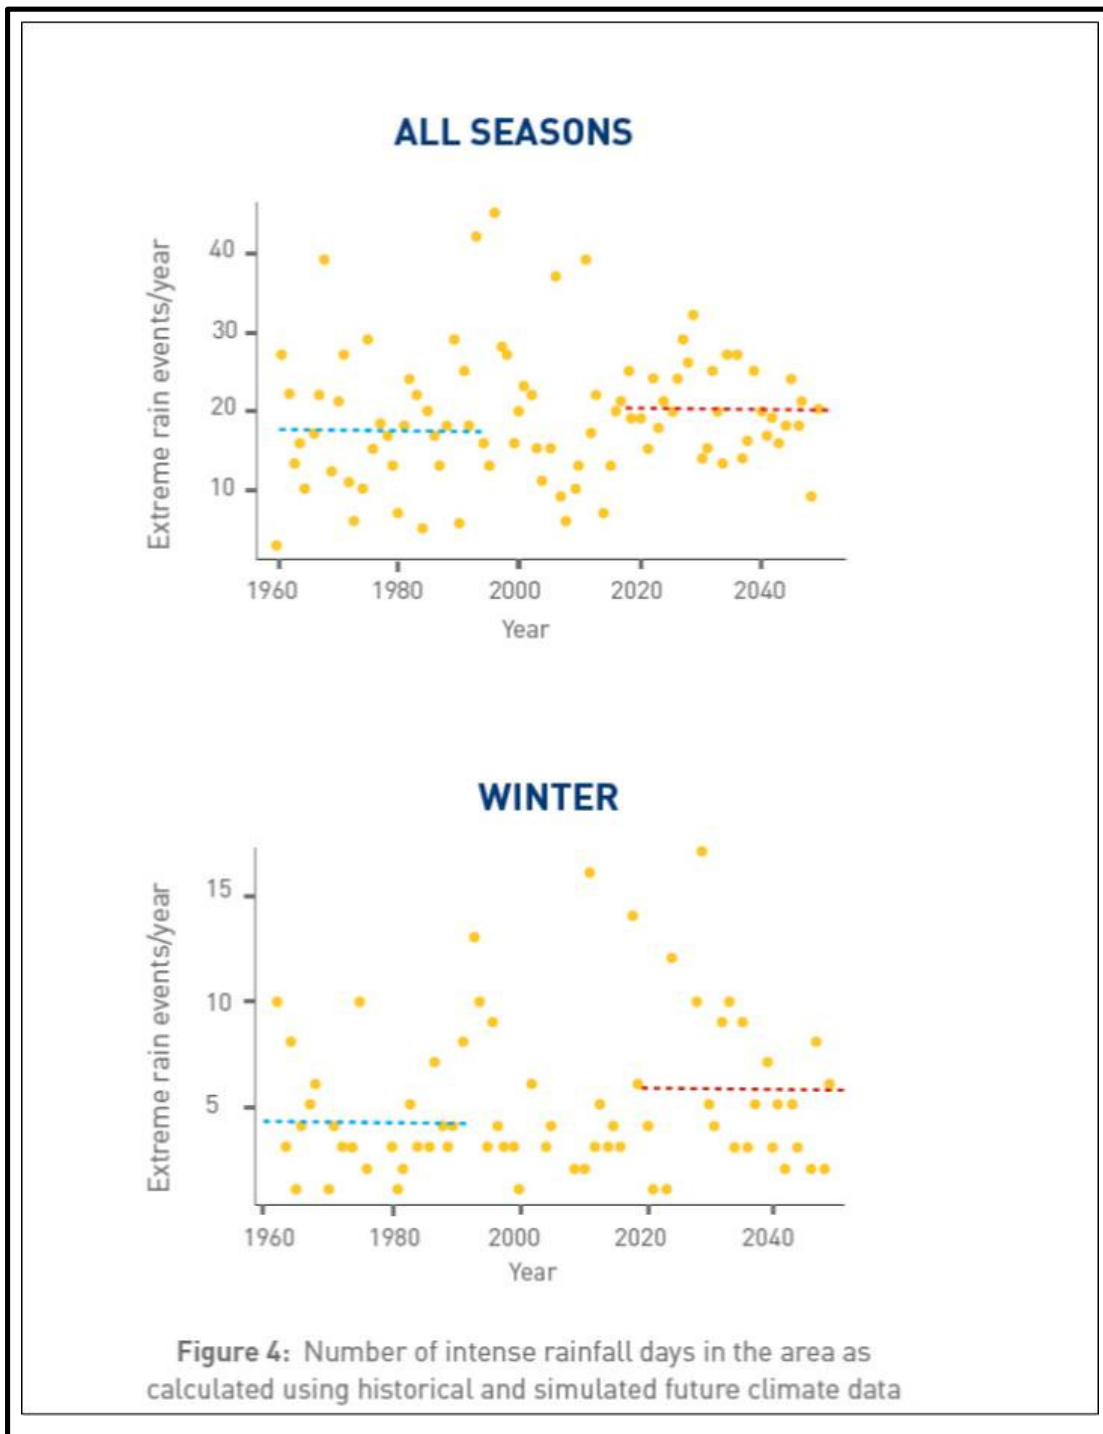 ALL SEASONS
Extreme rain events/year
40
30
20
10
1960 1980 2000 2020 2040
Year
WINTER
Extreme rain events/year
15
10
5
1960 1980 2000 2020 2040
Year
Figure 4: Number of intense rainfall days in the area as
calculated using historical and simulated future climate data